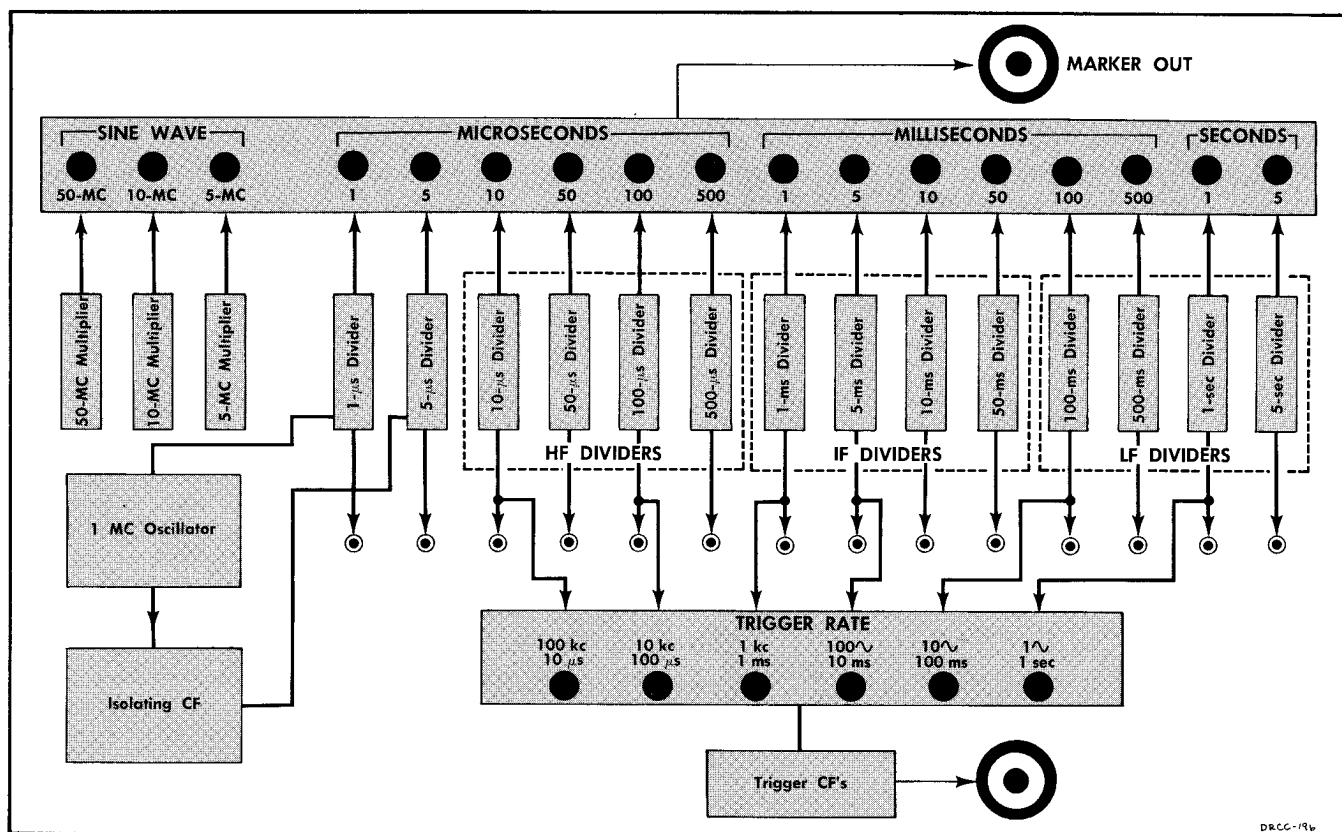 MARKER OUT
SINE WAVE
MICROSECONDS
MILLISECONDS
SECONDS
50-MC 10-MC 5-MC 1 5 10 50 100 500 1 5 10 50 100 500 1 5
50-MC Multiplier
10-MC Multiplier
5-MC Multiplier
1-μs Divider
5-μs Divider
10-μs Divider
50-μs Divider
100-μs Divider
500-μs Divider
1-ms Divider
5-ms Divider
10-ms Divider
50-ms Divider
100-ms Divider
500-ms Divider
1-sec Divider
5-sec Divider
HF DIVIDERS
IF DIVIDERS
LF DIVIDERS
1 MC Oscillator
Isolating CF
TRIGGER RATE
100 kc 10 kc 1 kc 100∿ 10∿ 1∿
10 μs 100 μs 1 ms 10 ms 100 ms 1 sec
Trigger CF's
DRCC-196